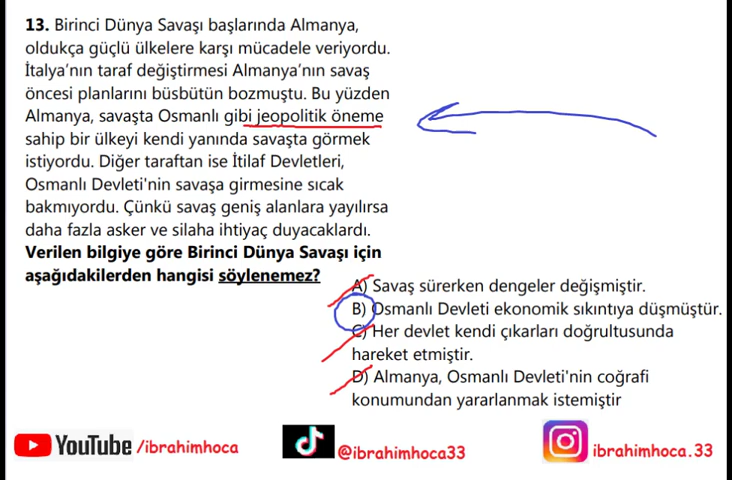 13. Birinci Dünya Savaşı başlarında Almanya,
oldukça güçlü ülkelere karşı mücadele veriyordu.
İtalya'nın taraf değiştirmesi Almanya'nın savaş
öncesi planlarını büsbütün bozmuştu. Bu yüzden
Almanya, savaşta Osmanlı gibi jeopolitik öneme
sahip bir ülkeyi kendi yanında savaşta görmek
istiyordu. Diğer taraftan ise İtilaf Devletleri,
Osmanlı Devleti'nin savaşa girmesine sıcak
bakmıyordu. Çünkü savaş geniş alanlara yayılırsa
daha fazla asker ve silaha ihtiyaç duyacaklardı.
Verilen bilgiye göre Birinci Dünya Savaşı için
aşağıdakilerden hangisi söylenemez?
A) Savaş sürerken dengeler değişmiştir.
B) Osmanlı Devleti ekonomik sıkıntıya düşmüştür.
C) Her devlet kendi çıkarları doğrultusunda
hareket etmiştir.
D) Almanya, Osmanlı Devleti'nin coğrafi
konumundan yararlanmak istemiştir
YouTube /ibrahimhoca
@ibrahimhoca33
ibrahimhoca.33